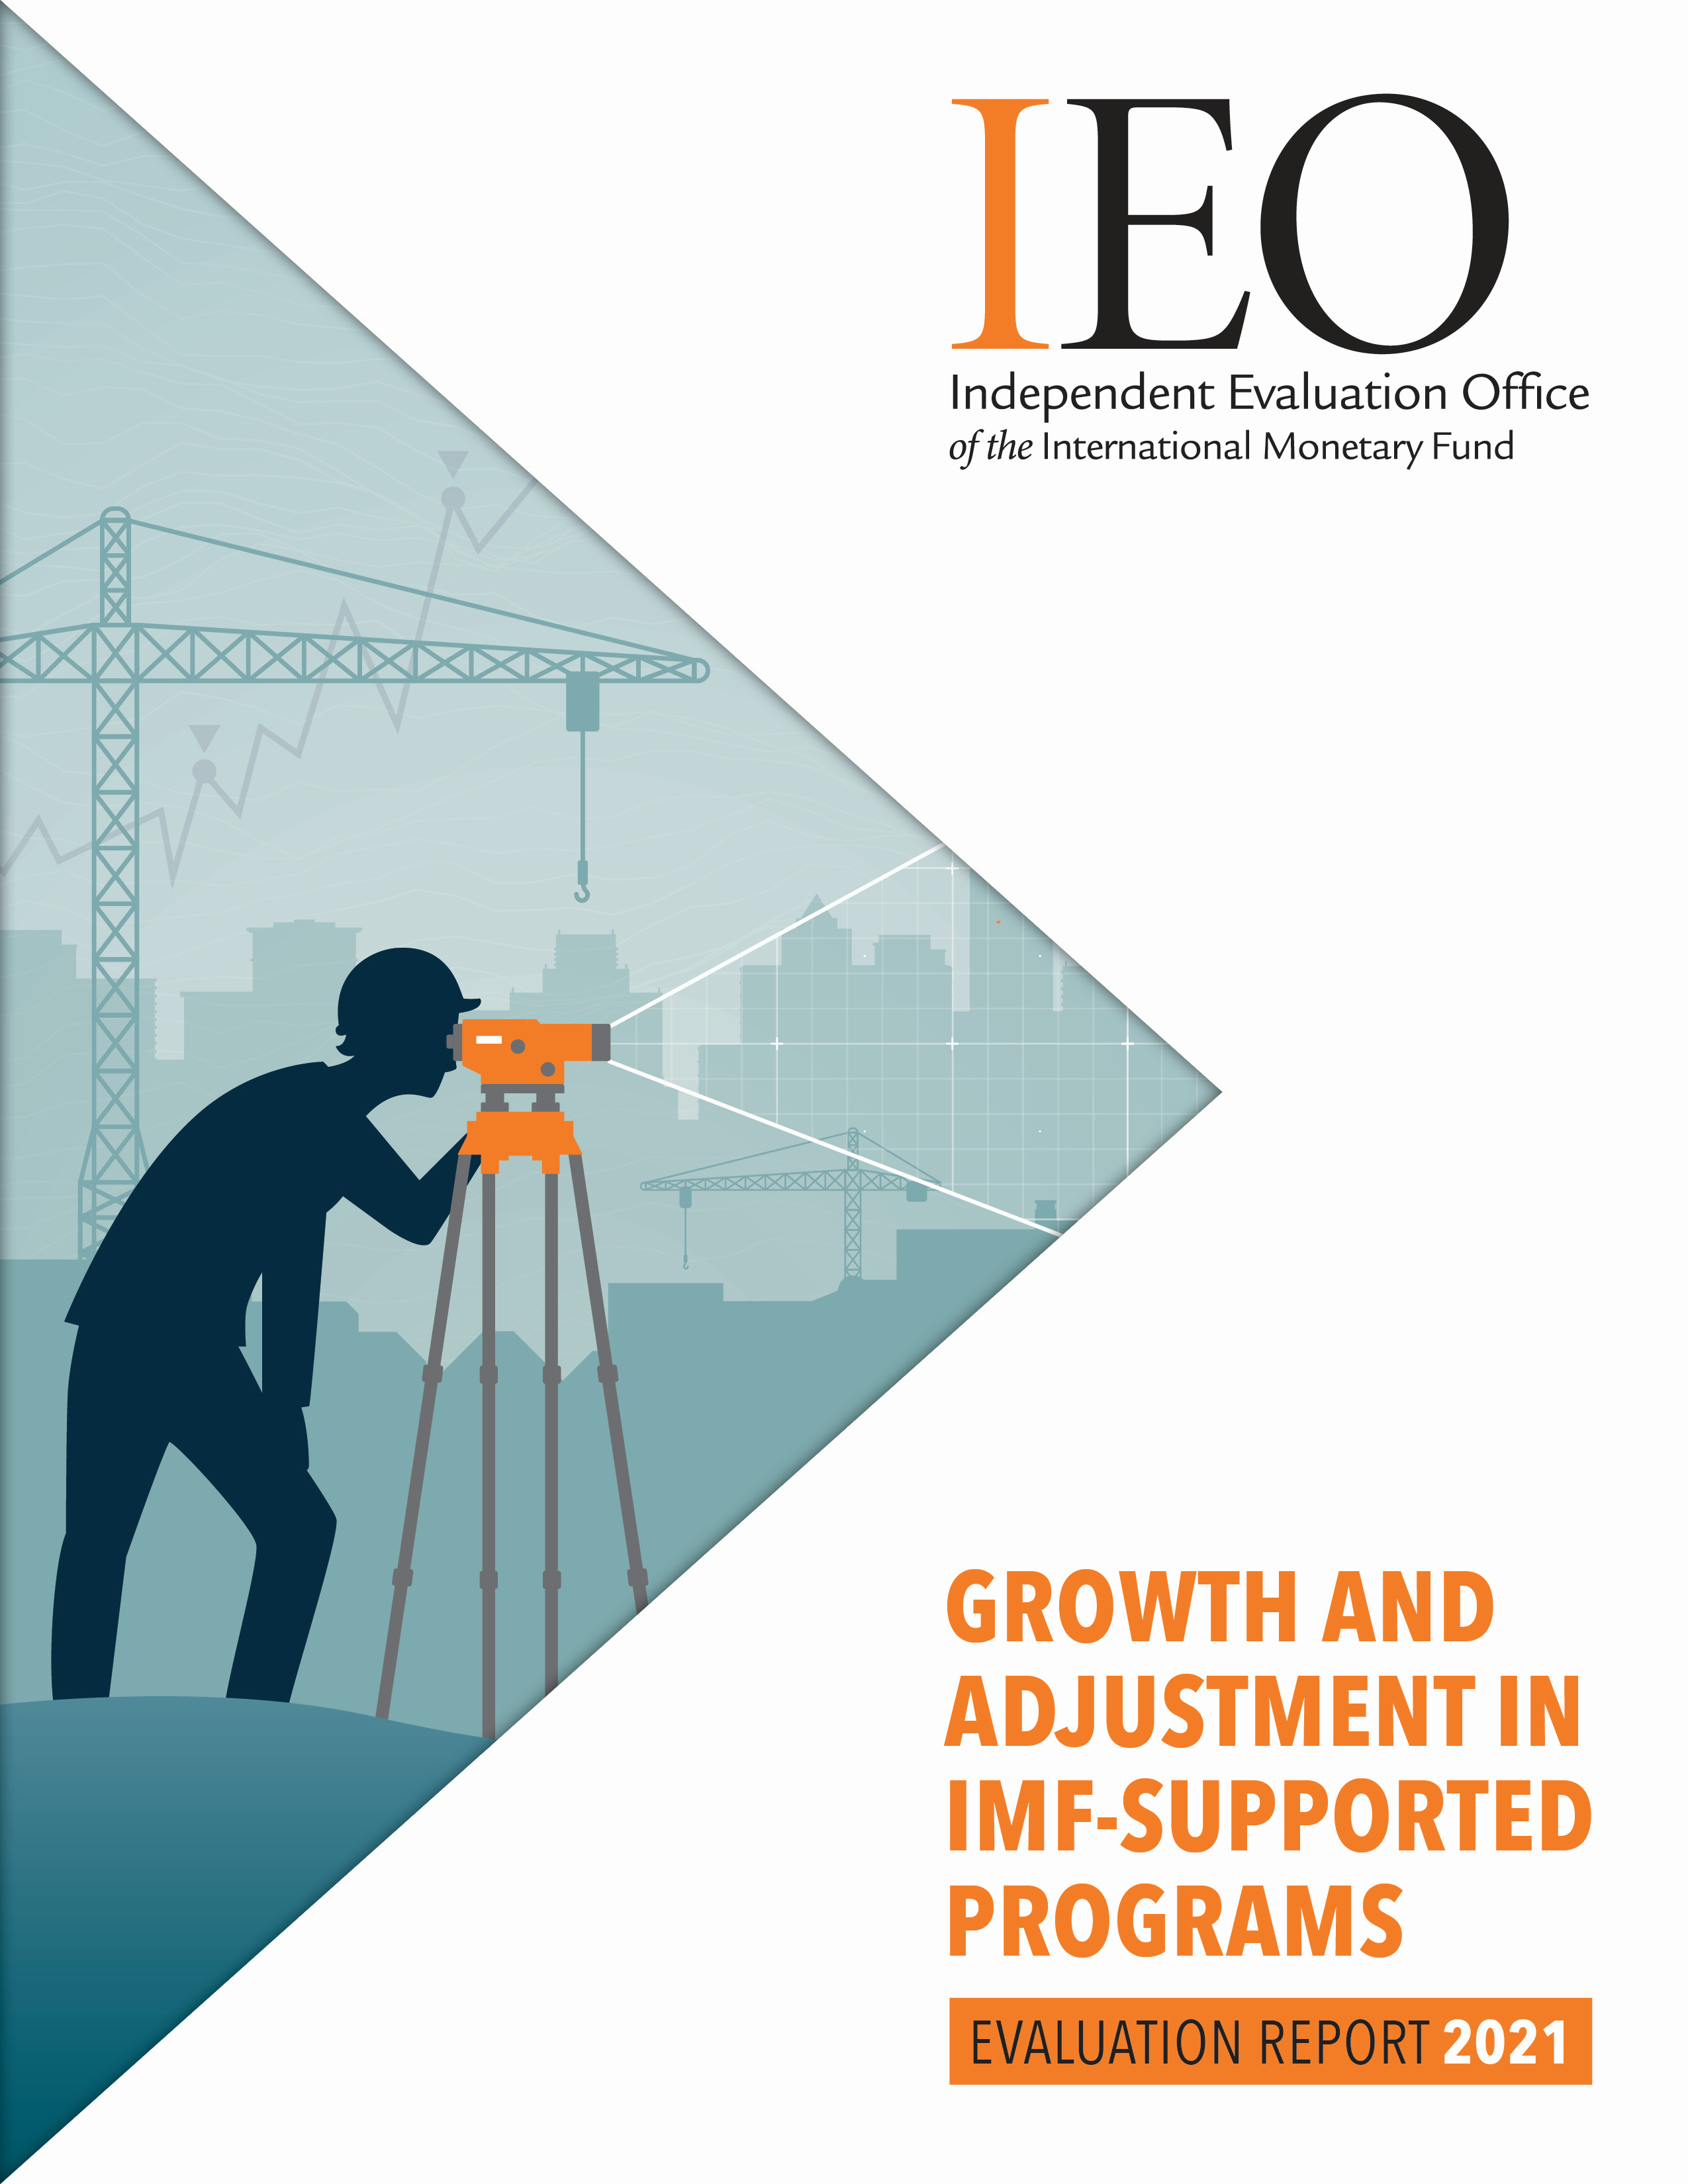 IEO
Independent Evaluation Office
of the International Monetary Fund
GROWTH AND
ADJUSTMENT IN
IMF-SUPPORTED
PROGRAMS
EVALUATION REPORT 2021